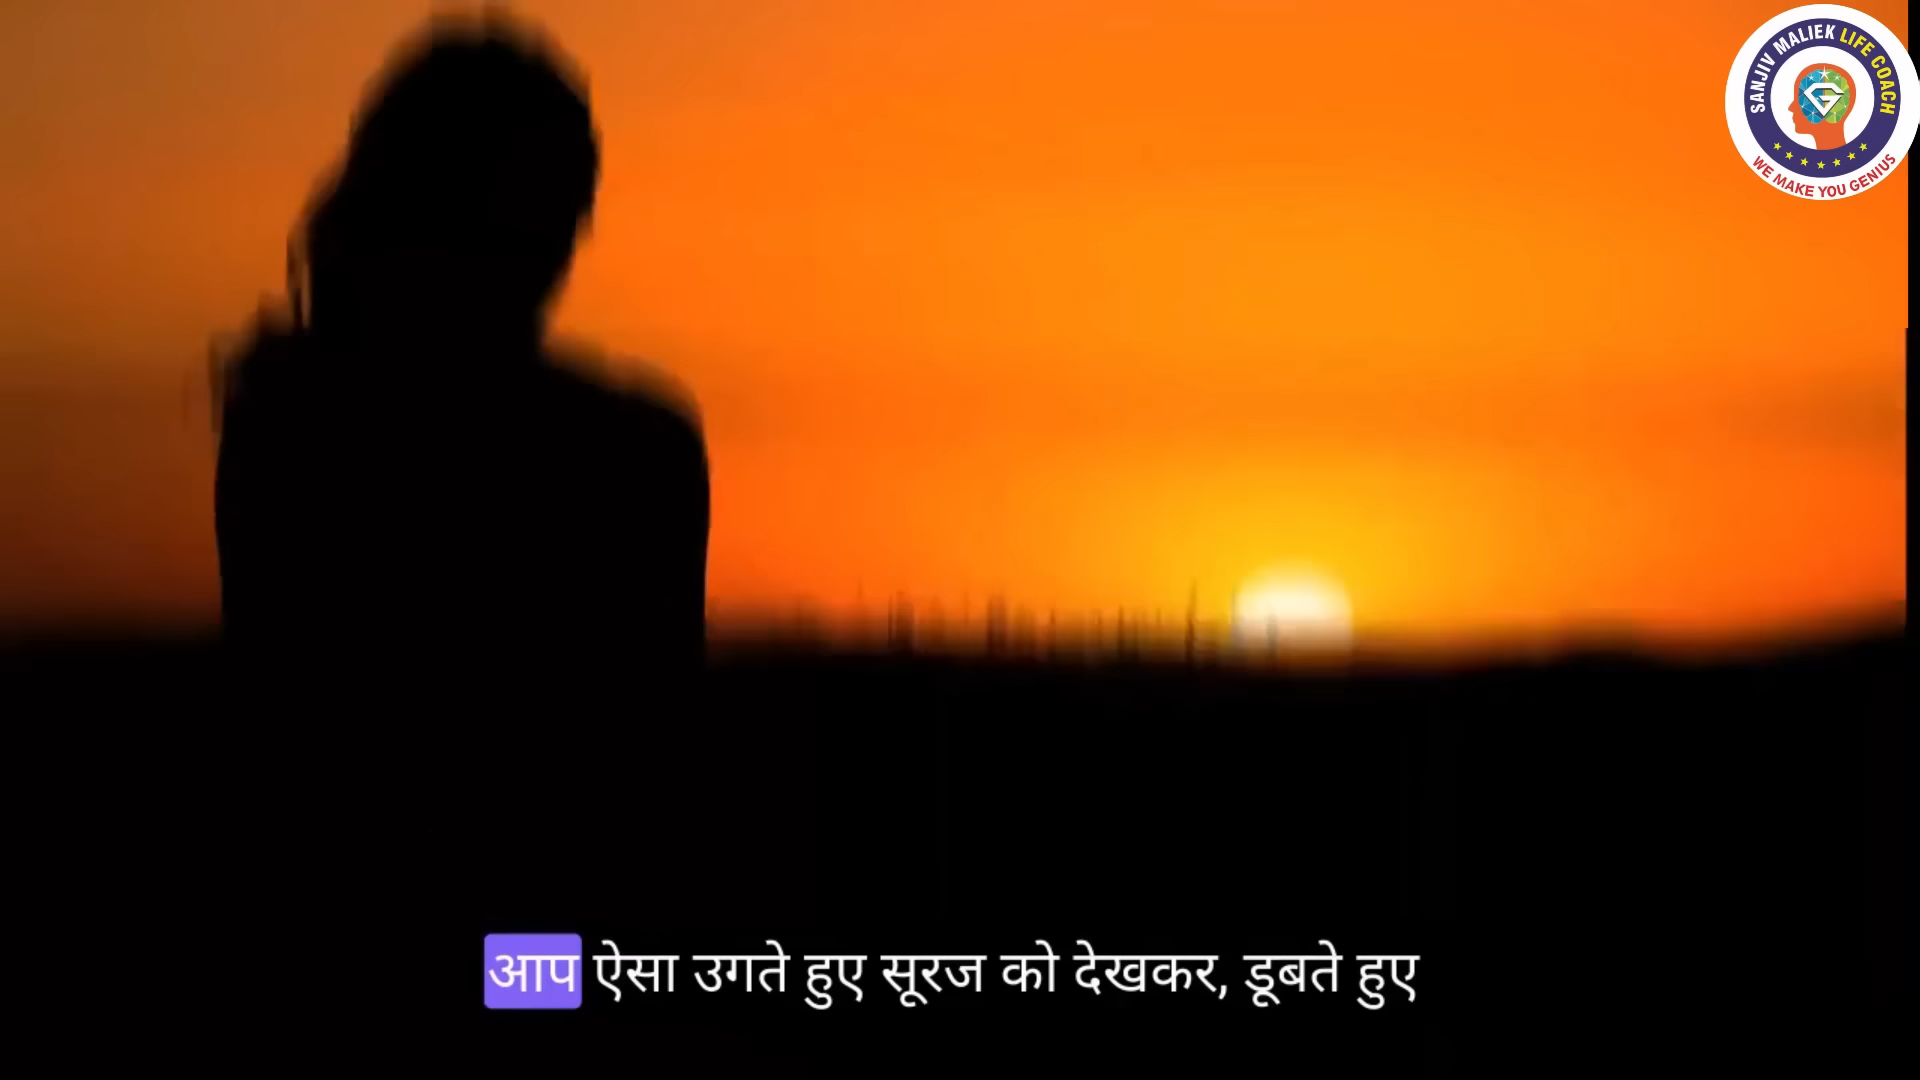 SANJIV MALIEK LIFE COACH
WE MAKE YOU GENIUS
आप ऐसा उगते हुए सूरज को देखकर, डूबते हुए